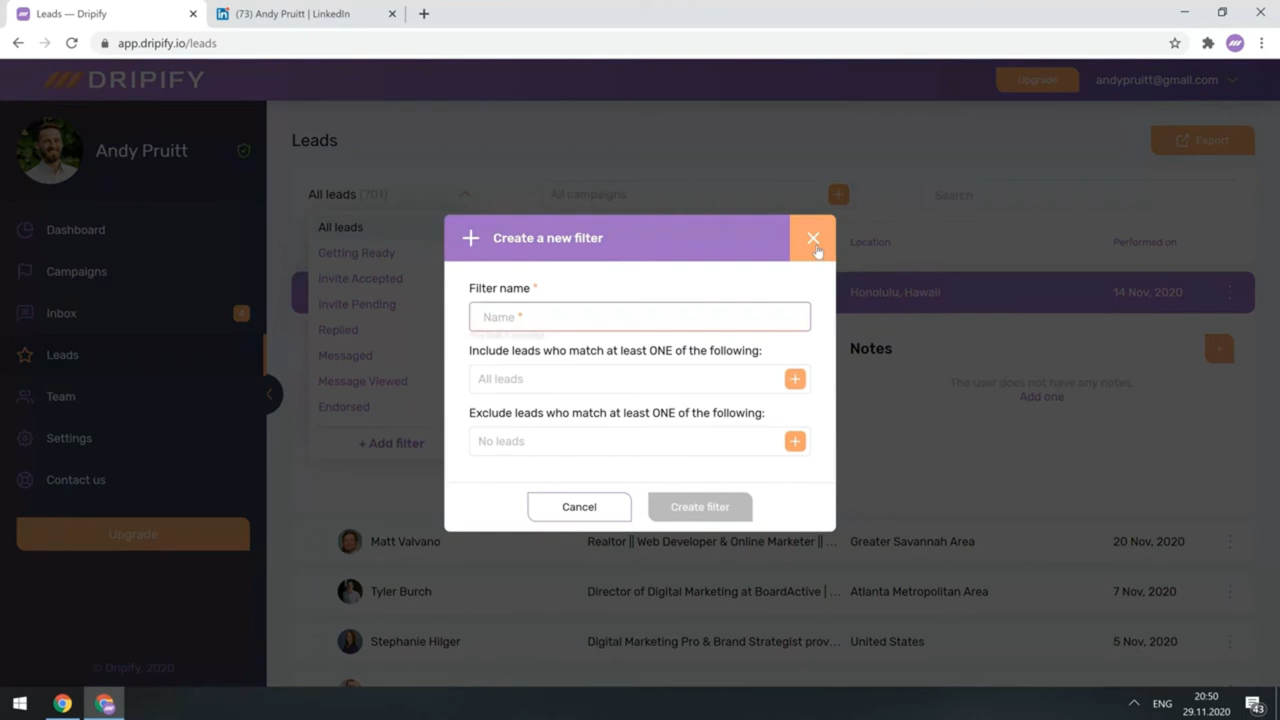 Leads — Dripify
(73) Andy Pruitt | LinkedIn
app.dripify.io/leads
DRIPIFY
Upgrade
andypruitt@gmail.com
Andy Pruitt
Dashboard
Campaigns
Inbox
4
Leads
Team
Settings
Contact us
Upgrade
© Dripify, 2020
Leads
Export
All leads (701)
All campaigns
Search
All leads
Getting Ready
Invite Accepted
Invite Pending
Replied
Messaged
Message Viewed
Endorsed
+ Add filter
Location
Performed on
Honolulu, Hawaii
14 Nov, 2020
Notes
The user does not have any notes.
Add one
Create a new filter
Filter name *
Name *
Include leads who match at least ONE of the following:
All leads
Exclude leads who match at least ONE of the following:
No leads
Cancel
Create filter
Matt Valvano
Realtor || Web Developer & Online Marketer || ...
Greater Savannah Area
20 Nov, 2020
Tyler Burch
Director of Digital Marketing at BoardActive | ...
Atlanta Metropolitan Area
7 Nov, 2020
Stephanie Hilger
Digital Marketing Pro & Brand Strategist prov...
United States
5 Nov, 2020
ENG
20:50
29.11.2020
43